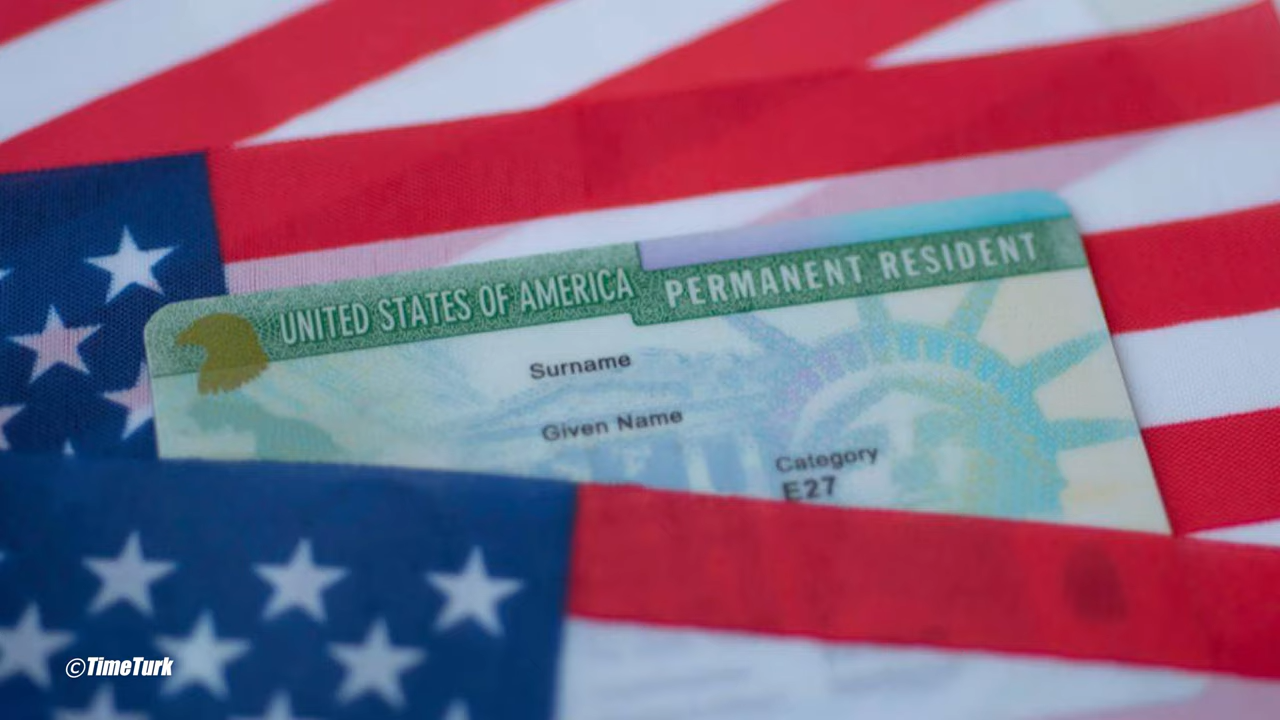 UNITED STATES OF AMERICA PERMANENT RESIDENT
Surname
Given Name
Category
E27
©TimeTurk